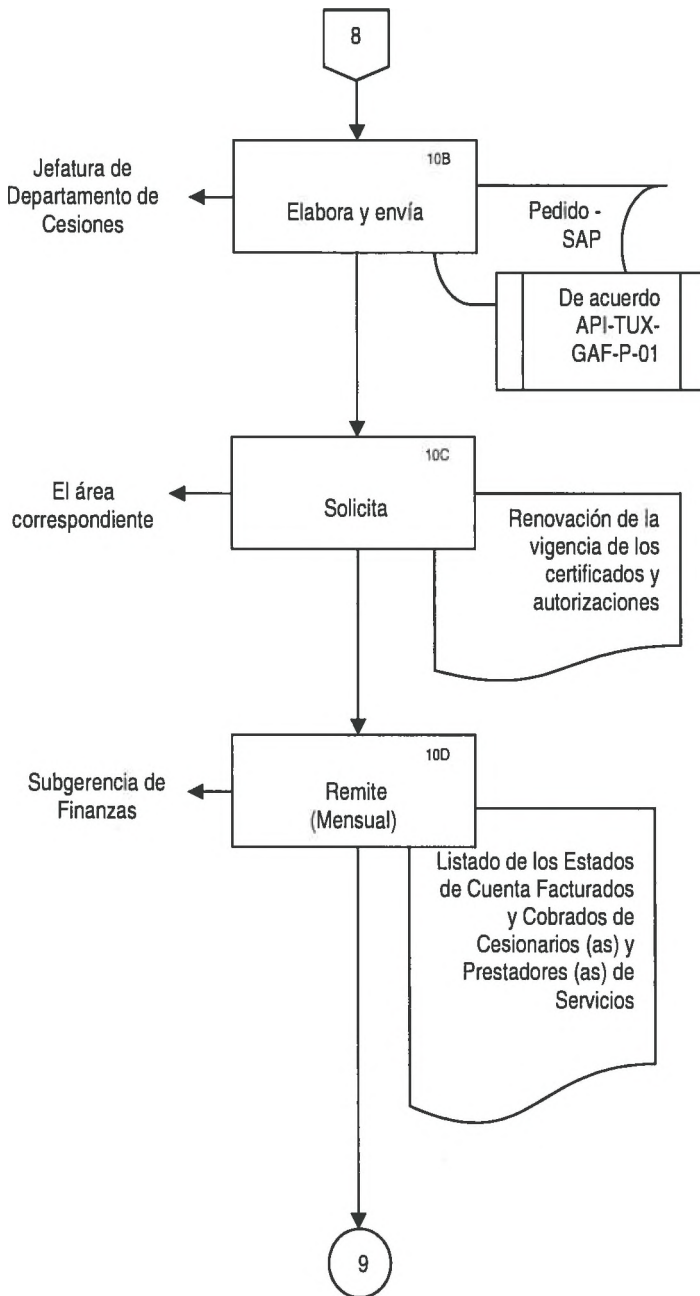 8
10B
Jefatura de
Departamento de
Cesiones
Elabora y envía
Pedido -
SAP
De acuerdo
API-TUX-
GAF-P-01
10C
El área
correspondiente
Solicita
Renovación de la
vigencia de los
certificados y
autorizaciones
10D
Subgerencia de
Finanzas
Remite
(Mensual)
Listado de los Estados
de Cuenta Facturados
y Cobrados de
Cesionarios (as) y
Prestadores (as) de
Servicios
9